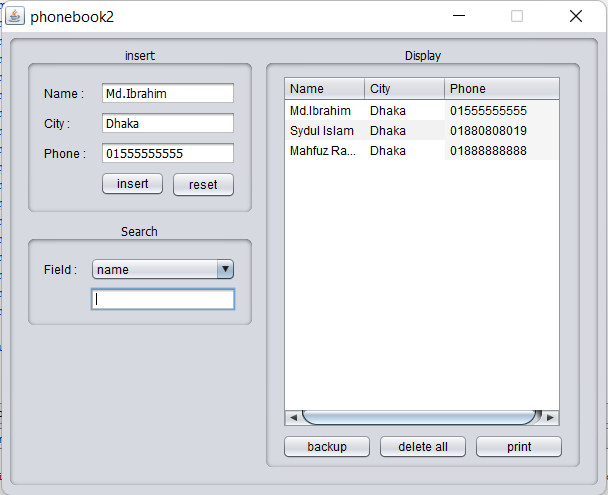 phonebook2
insert
Name : Md.Ibrahim
City : Dhaka
Phone : 01555555555
insert reset
Search
Field : name
Display
Name City Phone
Md.Ibrahim Dhaka 01555555555
Sydul Islam Dhaka 01880808019
Mahfuz Ra... Dhaka 01888888888
backup delete all print